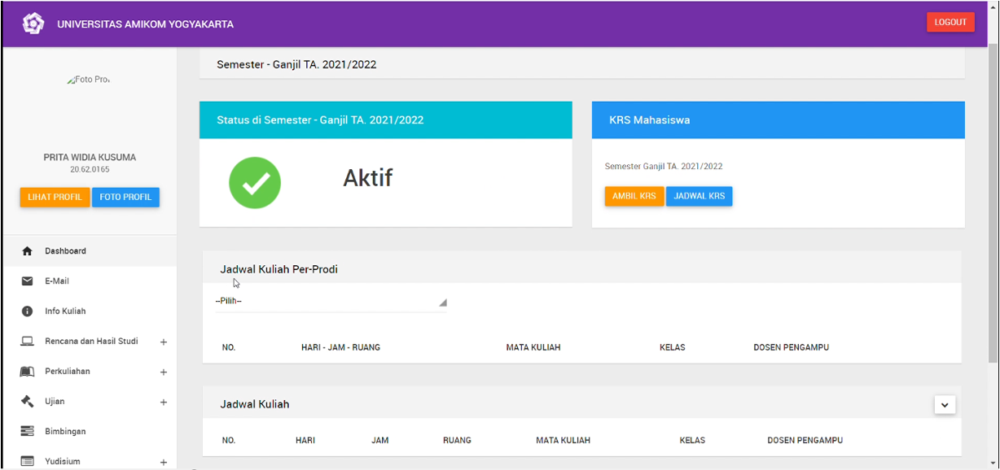 UNIVERSITAS AMIKOM YOGYAKARTA
LOGOUT
Foto Pro
PRITA WIDIA KUSUMA
20.62.0165
LIHAT PROFIL
FOTO PROFIL
Dashboard
E-Mail
Info Kuliah
Rencana dan Hasil Studi +
Perkuliahan +
Ujian +
Bimbingan
Yudisium +
Semester - Ganjil TA. 2021/2022
Status di Semester - Ganjil TA. 2021/2022
Aktif
KRS Mahasiswa
Semester Ganjil TA. 2021/2022
AMBIL KRS
JADWAL KRS
Jadwal Kuliah Per-Prodi
--Pilih--
NO. HARI - JAM - RUANG MATA KULIAH KELAS DOSEN PENGAMPU
Jadwal Kuliah
NO. HARI JAM RUANG MATA KULIAH KELAS DOSEN PENGAMPU